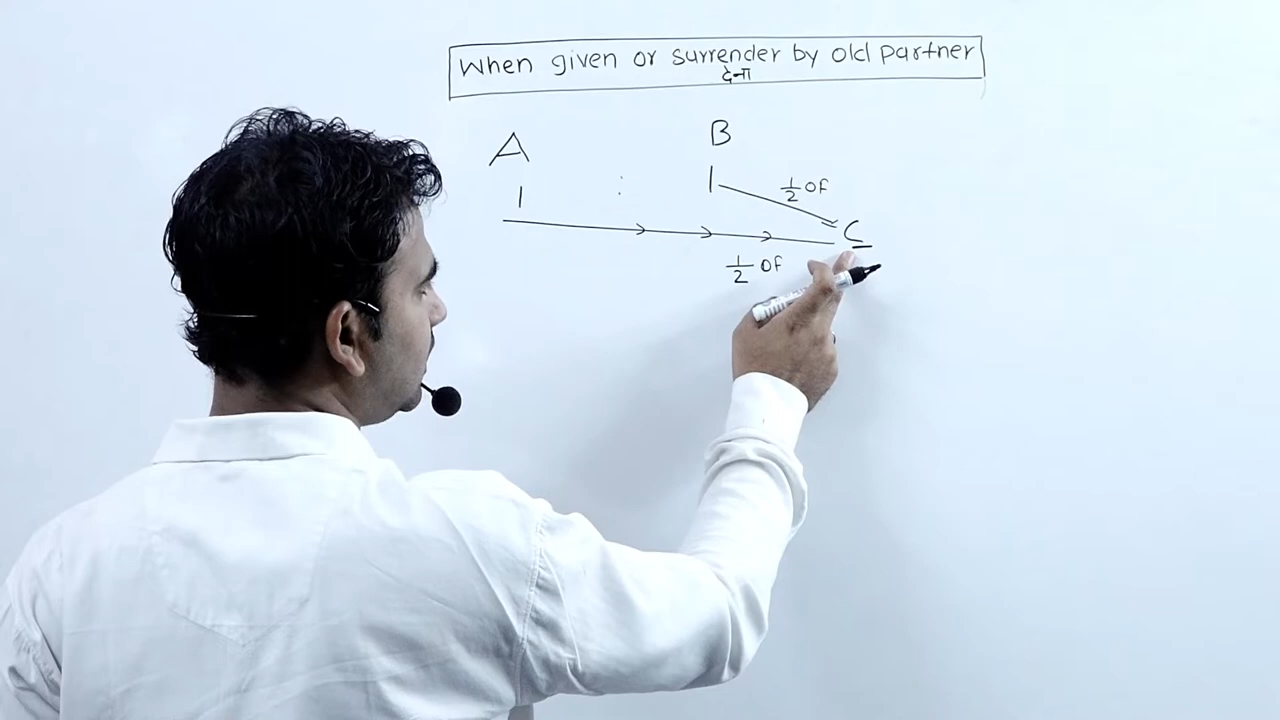 When given or surrender by old partner
देना
A B
1 : 1
1/2 of
C
1/2 of